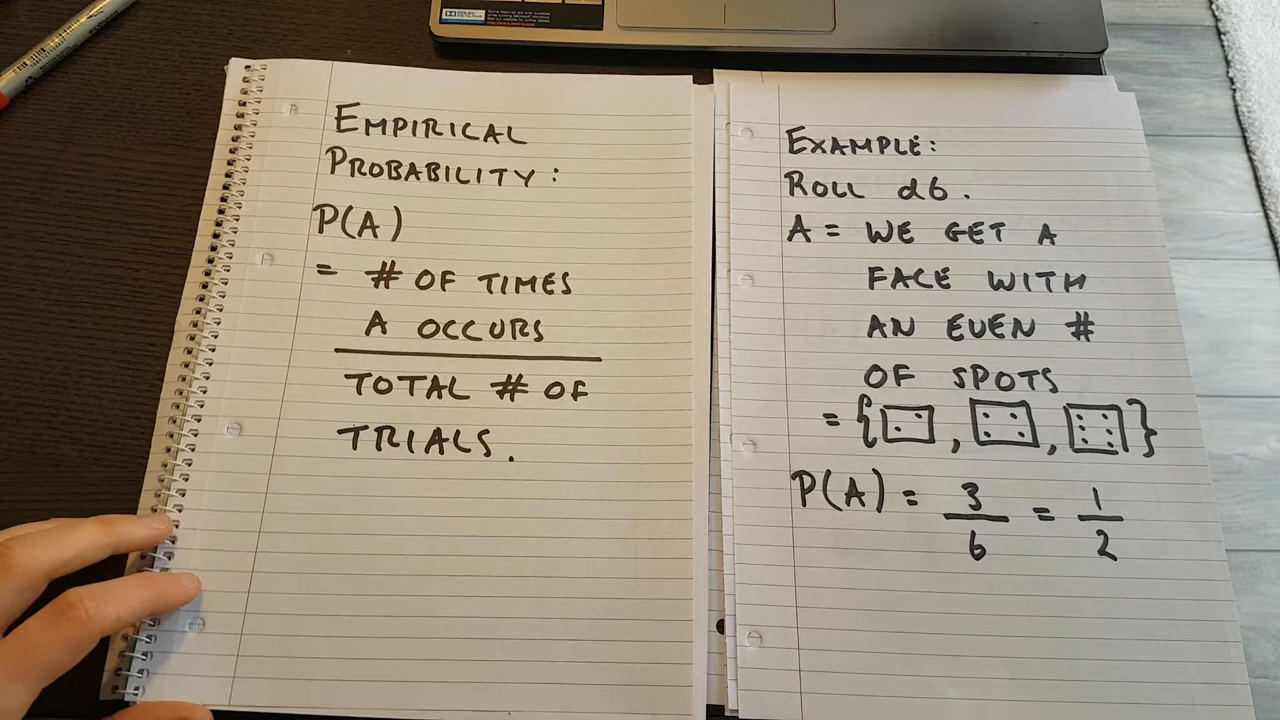 EMPIRICAL
PROBABILITY:
P(A)
= # OF TIMES
A OCCURS
TOTAL # OF
TRIALS.
EXAMPLE:
ROLL d6.
A = WE GET A
FACE WITH
AN EVEN #
OF SPOTS
= { , , }
P(A) = 3/6 = 1/2